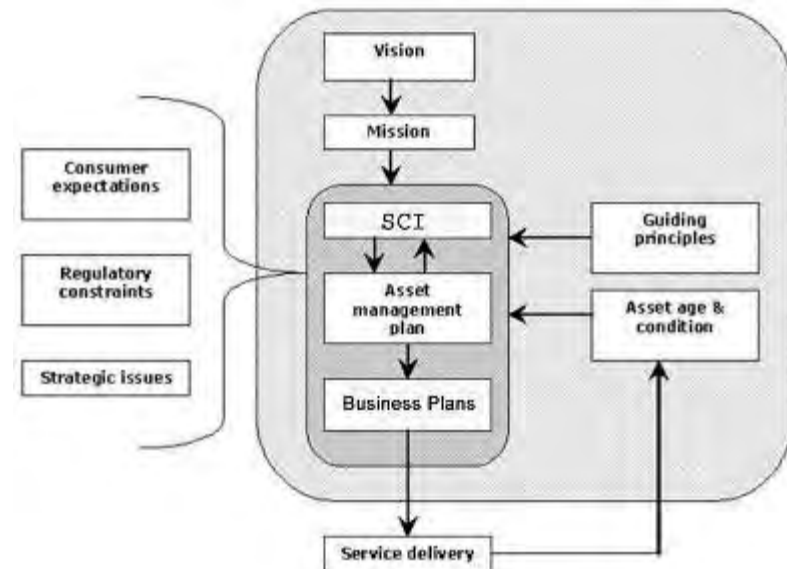 Vision
Mission
Consumer
expectations
Regulatory
constraints
Strategic issues
SCI
Asset
management
plan
Business Plans
Guiding
principles
Asset age &
condition
Service delivery